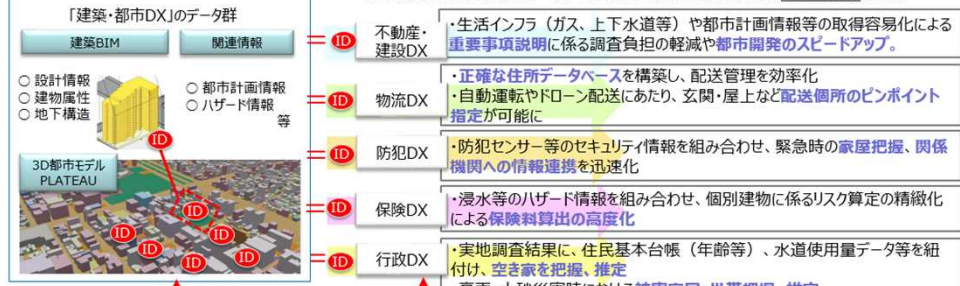 「建築・都市DX」のデータ群
建築BIM
関連情報
○ 設計情報
○ 建物属性
○ 地下構造
○ 都市計画情報
○ ハザード情報
等
ID
3D都市モデル
PLATEAU
ID
ID
ID
ID
ID
ID
ID
不動産・
建設DX
・生活インフラ（ガス、上下水道等）や都市計画情報等の取得容易化による
重要事項説明に係る調査負担の軽減や都市開発のスピードアップ。
ID
物流DX
・正確な住所データベースを構築し、配送管理を効率化
・自動運転やドローン配送にあたり、玄関・屋上など配送個所のピンポイント
指定が可能に
ID
防犯DX
・防犯センサー等のセキュリティ情報を組み合わせ、緊急時の家屋把握、関係
機関への情報連携を迅速化
ID
保険DX
・浸水等のハザード情報を組み合わせ、個別建物に係るリスク算定の精緻化
による保険料算出の高度化
ID
行政DX
・実地調査結果に、住民基本台帳（年齢等）、水道使用量データ等を紐
付け、空き家を把握、推定